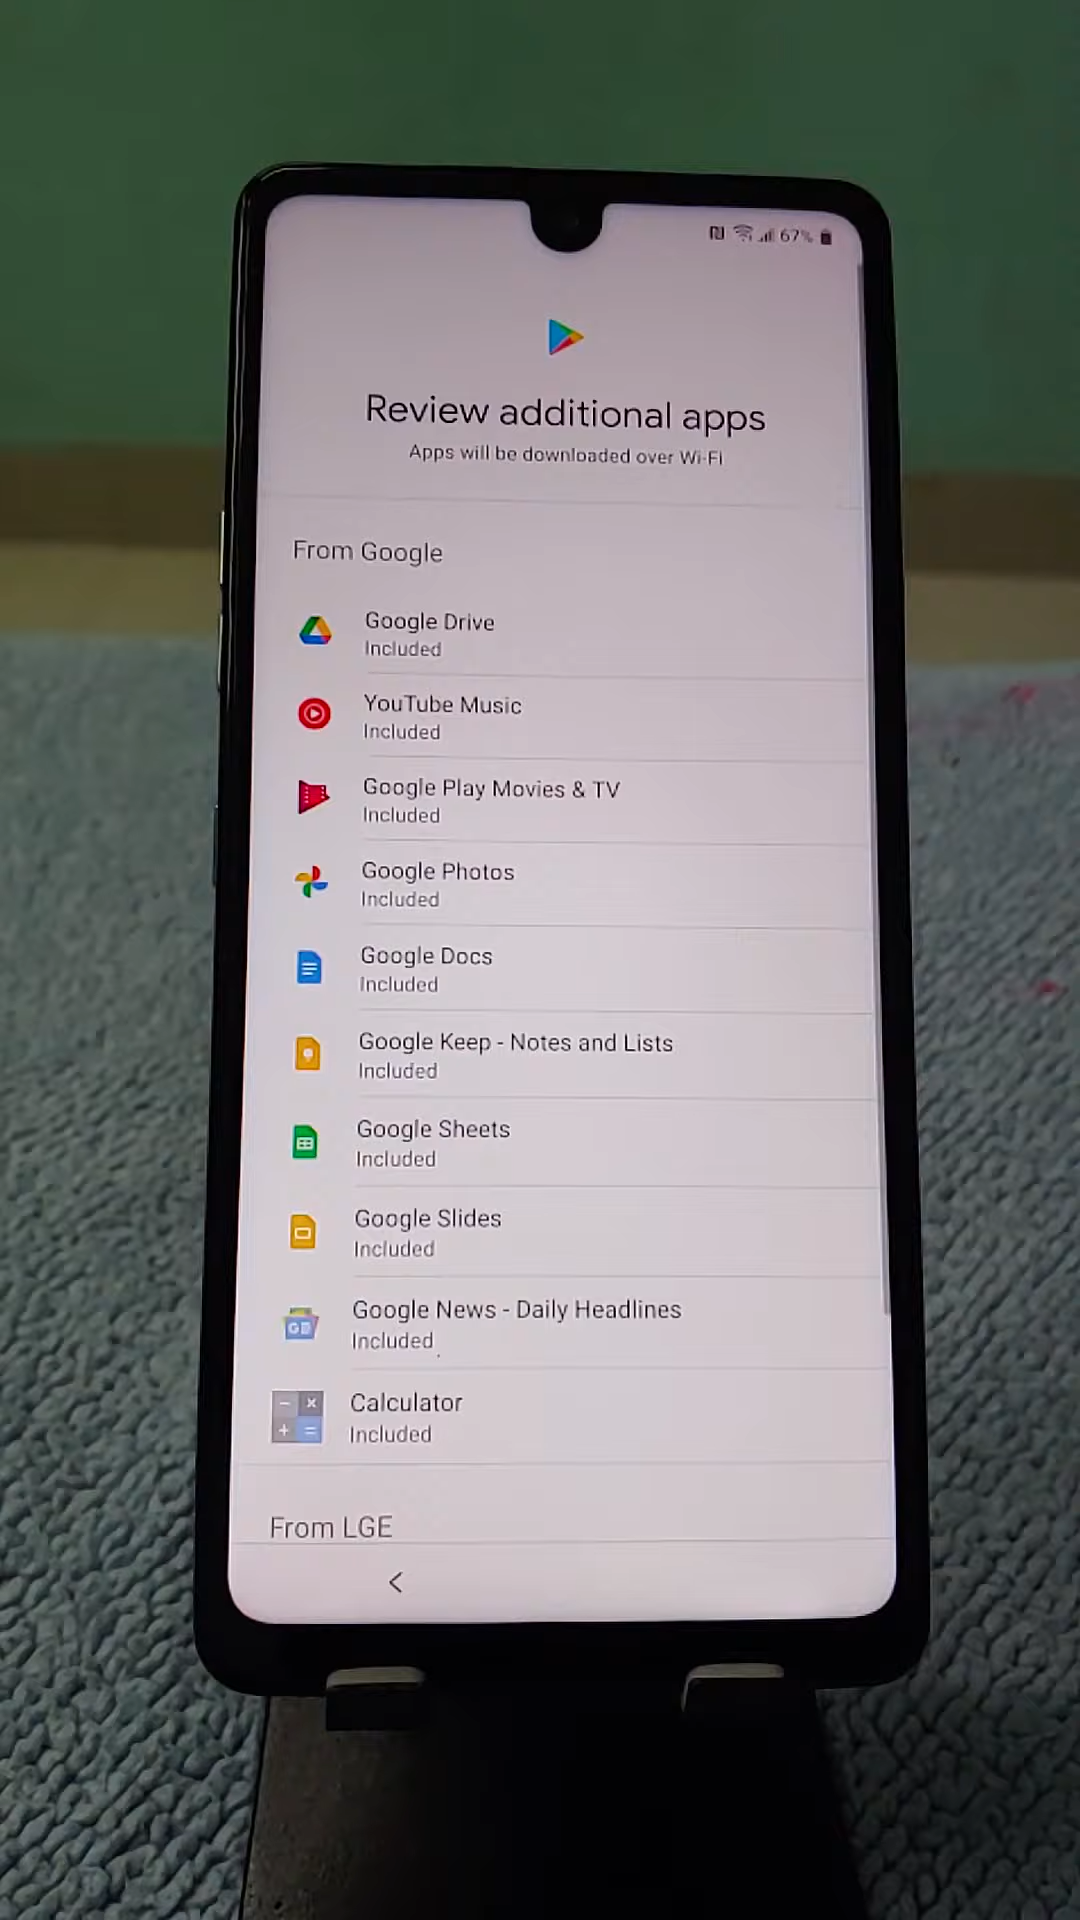 67%
Review additional apps
Apps will be downloaded over Wi-Fi
From Google
Google Drive
Included
YouTube Music
Included
Google Play Movies & TV
Included
Google Photos
Included
Google Docs
Included
Google Keep - Notes and Lists
Included
Google Sheets
Included
Google Slides
Included
Google News - Daily Headlines
Included
Calculator
Included
From LGE